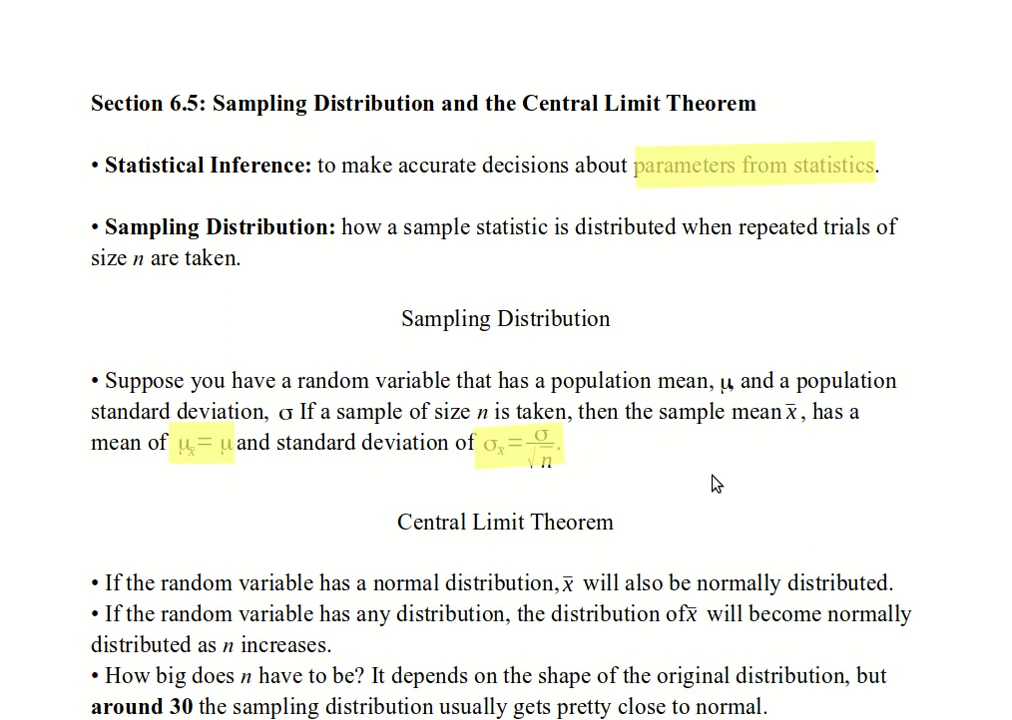 Section 6.5: Sampling Distribution and the Central Limit Theorem
• Statistical Inference: to make accurate decisions about parameters from statistics.
• Sampling Distribution: how a sample statistic is distributed when repeated trials of
size n are taken.
Sampling Distribution
• Suppose you have a random variable that has a population mean, μ, and a population
standard deviation, σ If a sample of size n is taken, then the sample mean x̄, has a
mean of μx̄= μ and standard deviation of σx̄=σ/√n.
Central Limit Theorem
• If the random variable has a normal distribution, x̄ will also be normally distributed.
• If the random variable has any distribution, the distribution of x̄ will become normally
distributed as n increases.
• How big does n have to be? It depends on the shape of the original distribution, but
around 30 the sampling distribution usually gets pretty close to normal.